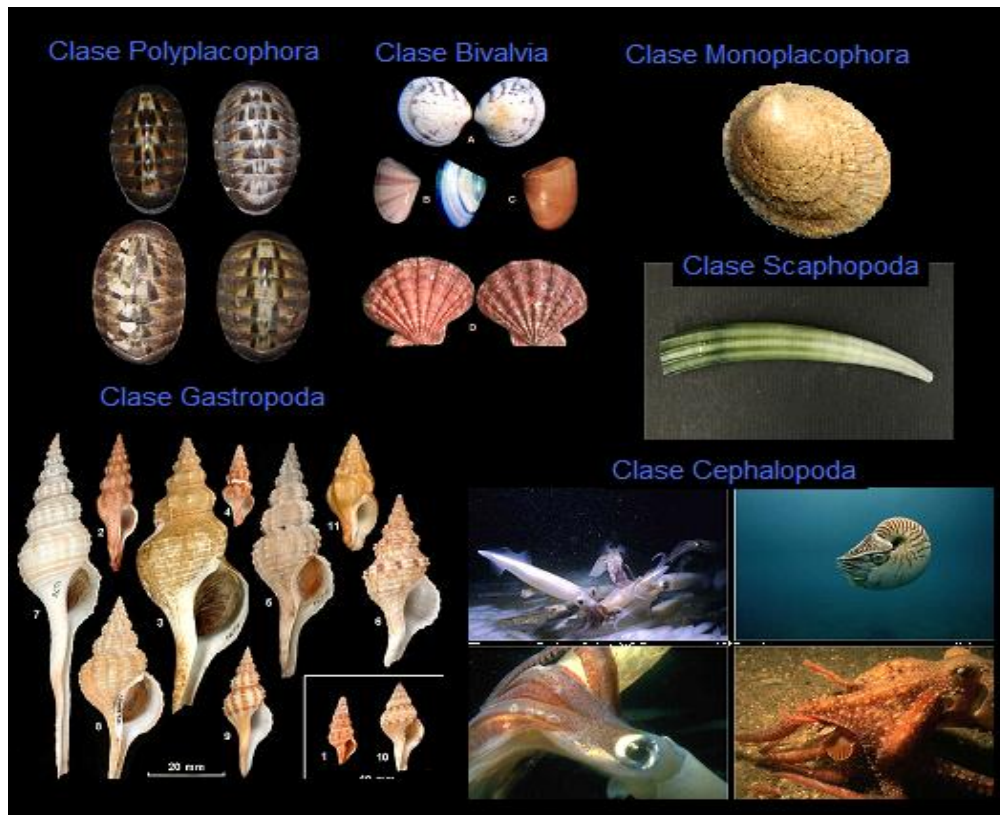 Clase Polyplacophora
Clase Bivalvia
Clase Monoplacophora
A
B
C
D
Clase Scaphopoda
Clase Gastropoda
2
4
11
7
3
5
6
8
9
1
10
20 mm
Clase Cephalopoda